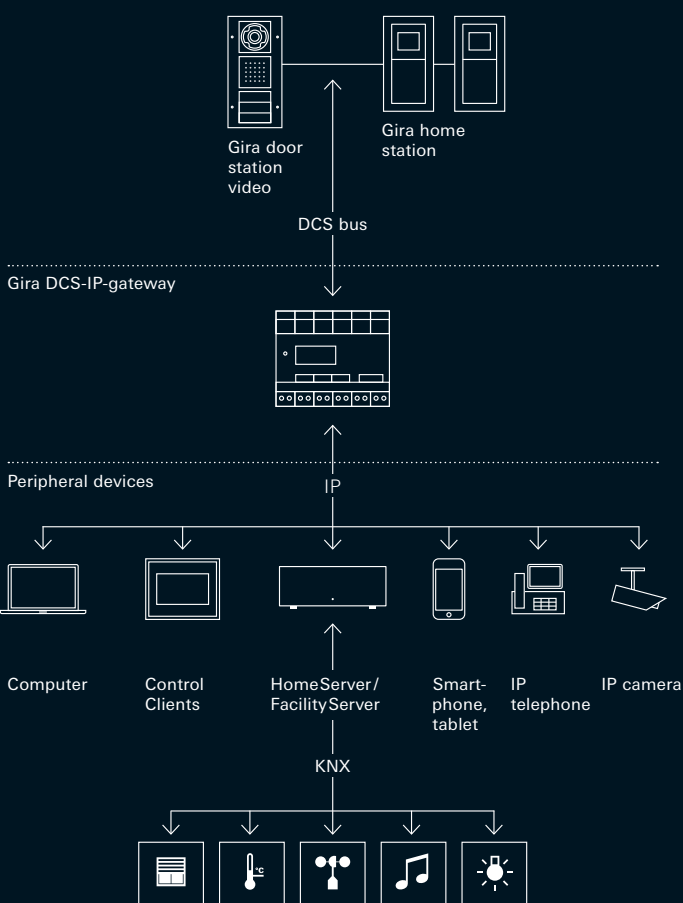 Gira door
station
video
Gira home
station
DCS bus
Gira DCS-IP-gateway
Peripheral devices
IP
Computer
Control
Clients
HomeServer/
FacilityServer
Smart-
phone,
tablet
IP
telephone
IP camera
KNX
°C